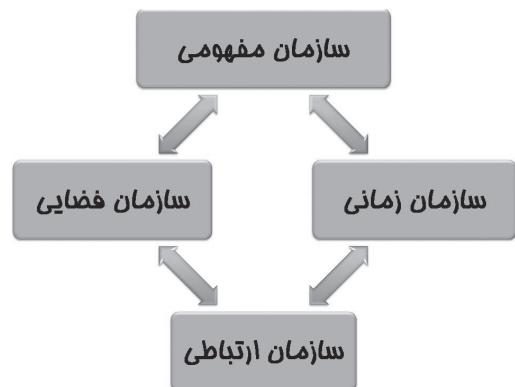 سازمان مفهومی
سازمان زمانی
سازمان فضایی
سازمان ارتباطی